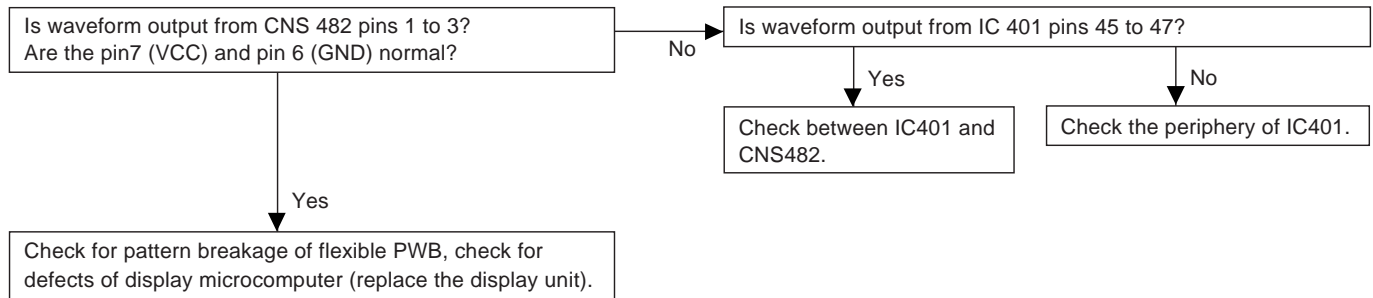 Is waveform output from CNS 482 pins 1 to 3?
Are the pin7 (VCC) and pin 6 (GND) normal?
No
Is waveform output from IC 401 pins 45 to 47?
Yes
No
Check between IC401 and
CNS482.
Check the periphery of IC401.
Yes
Check for pattern breakage of flexible PWB, check for
defects of display microcomputer (replace the display unit).